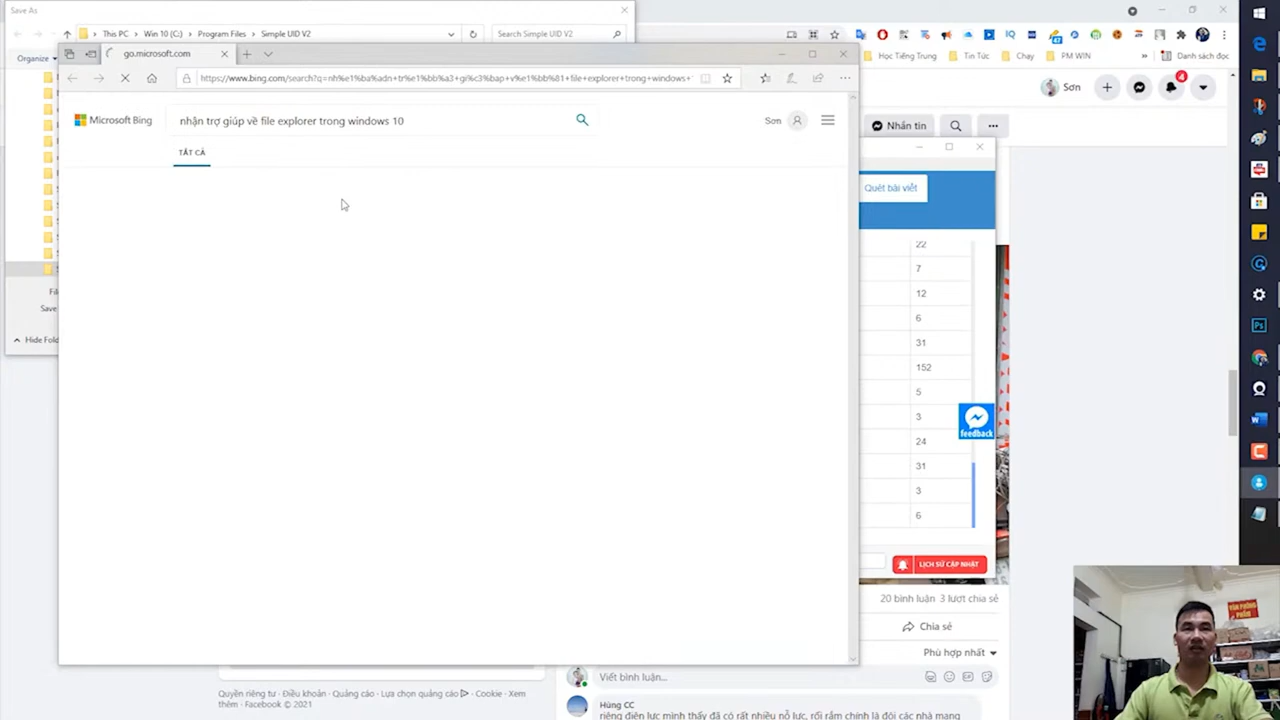 Save As
This PC > Win 10 (C:) > Program Files > Simple UID V2
Search Simple UID V2
Organize
Save
Hide Fold
go.microsoft.com
https://www.bing.com/search?q=nh%e1%ba%adn+tr%e1%bb%a3+gi%c3%bap+v%e1%bb%81+file+explorer+trong+windows+
Microsoft Bing
nhận trợ giúp về file explorer trong windows 10
Sơn
TẤT CẢ
Học Tiếng Trung
Tin Tức
Chạy
PM WIN
»
Danh sách đọc
Sơn
4
Nhắn tin
Quét bài viết
22
7
12
6
31
152
5
3
24
31
3
6
feedback
LỊCH SỬ CẬP NHẬT
20 bình luận 3 lượt chia sẻ
Chia sẻ
Phù hợp nhất
Viết bình luận...
Hùng CC
riêng điện lực mình thấy đã có rất nhiều nỗ lực, rối rắm chính là đôi các nhà mạng
Quyền riêng tư · Điều khoản · Quảng cáo · Lựa chọn quảng cáo · Cookie · Xem
thêm · Facebook © 2021
VĂN PHÒNG
PHẨM